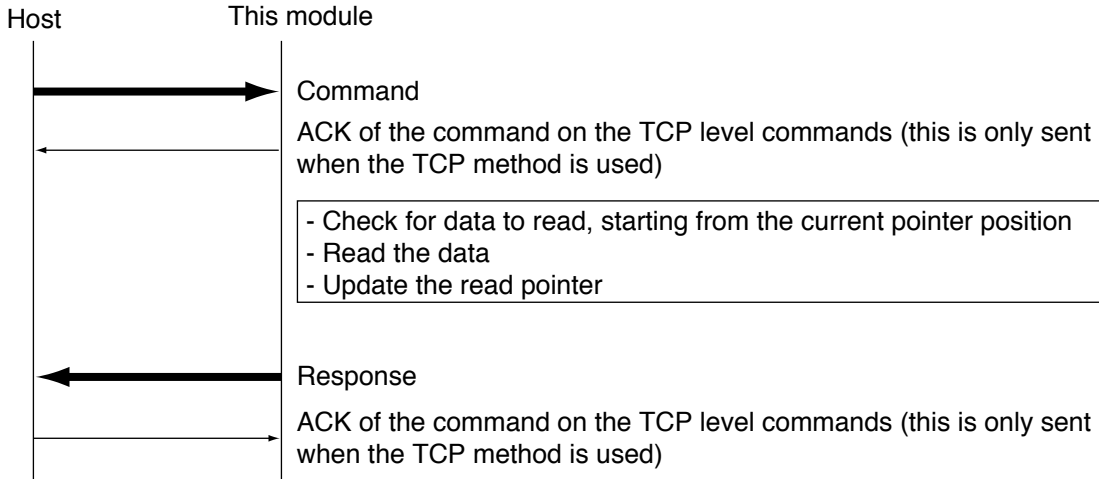 Host
This module
Command
ACK of the command on the TCP level commands (this is only sent
when the TCP method is used)
- Check for data to read, starting from the current pointer position
- Read the data
- Update the read pointer
Response
ACK of the command on the TCP level commands (this is only sent
when the TCP method is used)